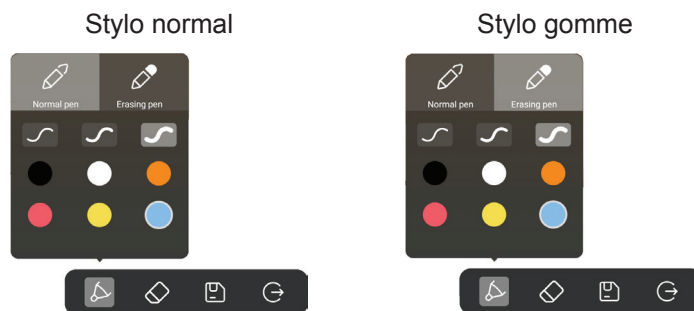 Stylo normal
Stylo gomme
Normal pen
Erasing pen
Normal pen
Erasing pen